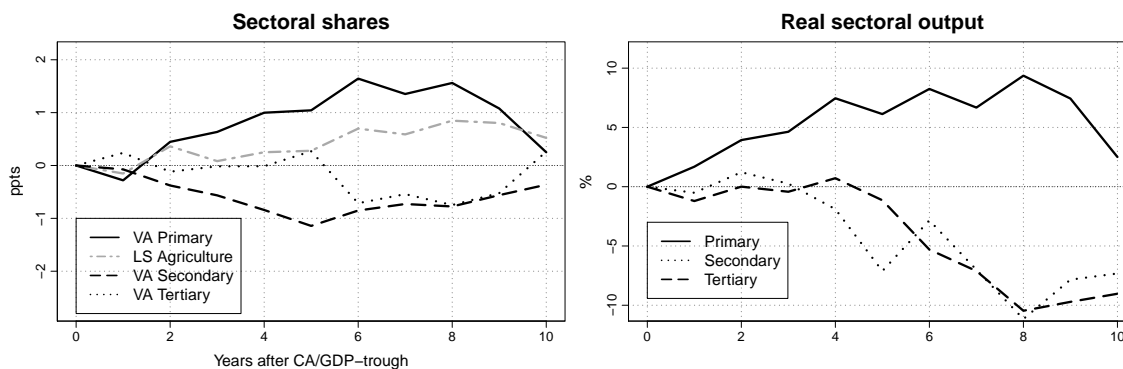 Sectoral shares
2
1
0
−1
−2
ppts
VA Primary
LS Agriculture
VA Secondary
VA Tertiary
0 2 4 6 8 10
Years after CA/GDP−trough
Real sectoral output
10
5
0
−5
−10
%
Primary
Secondary
Tertiary
0 2 4 6 8 10